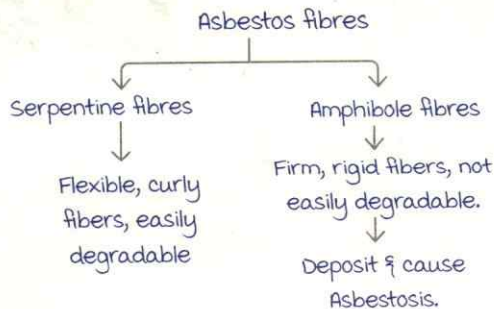 Asbestos fibres
Serpentine fibres
Flexible, curly
fibers, easily
degradable
Amphibole fibres
Firm, rigid fibers, not
easily degradable.
Deposit & cause
Asbestosis.